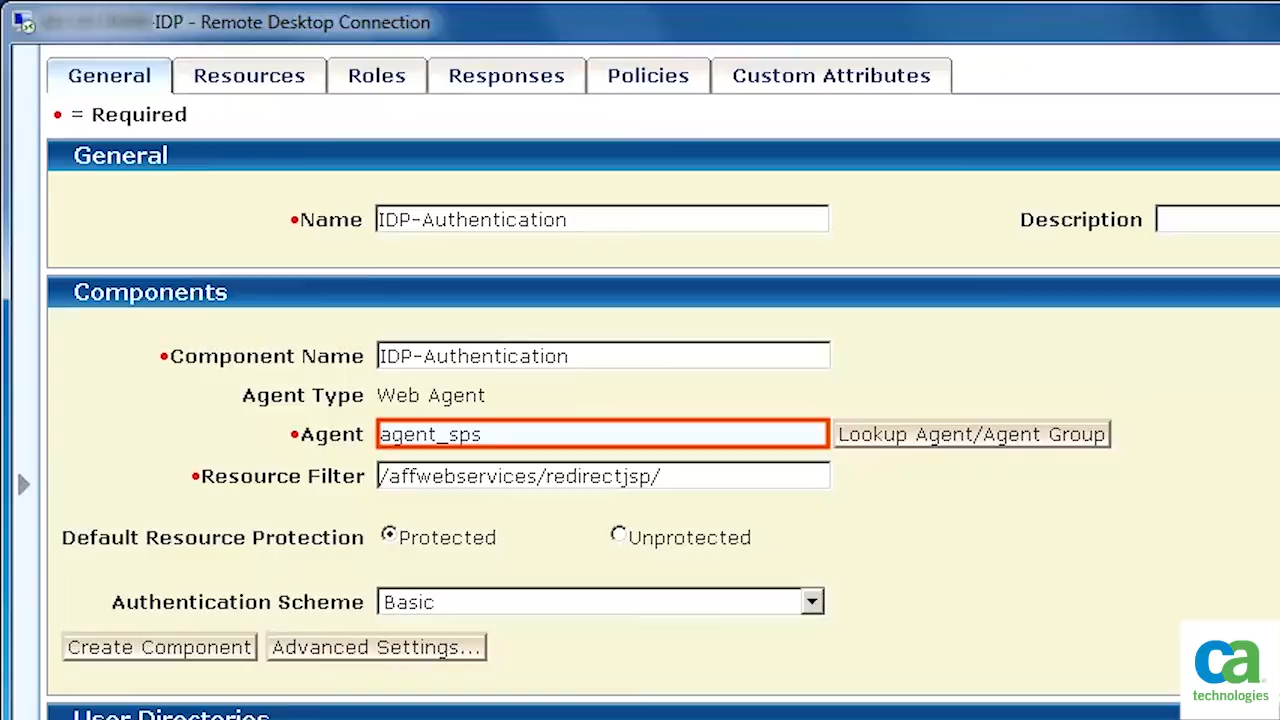 -IDP - Remote Desktop Connection
General Resources Roles Responses Policies Custom Attributes
• = Required
General
•Name IDP-Authentication Description
Components
•Component Name IDP-Authentication
Agent Type Web Agent
•Agent agent_sps Lookup Agent/Agent Group
•Resource Filter /affwebservices/redirectjsp/
Default Resource Protection Protected Unprotected
Authentication Scheme Basic
Create Component Advanced Settings...
User Directories
ca
technologies